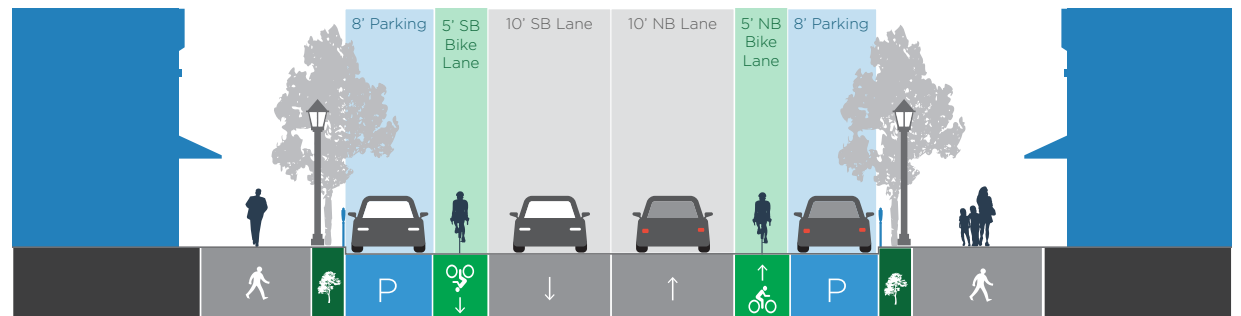 8’ Parking
5’ SB
Bike
Lane
10’ SB Lane
10’ NB Lane
5’ NB
Bike
Lane
8’ Parking
P
P